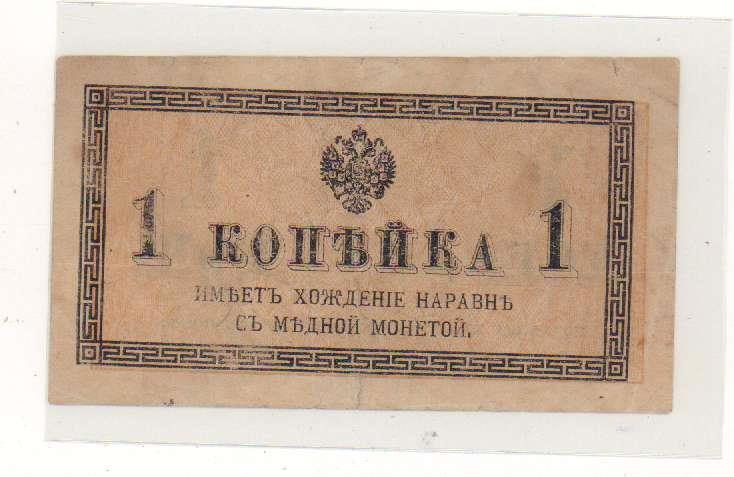 1 КОПѢЙКА 1
ИМѢЕТЪ ХОЖДЕНІЕ НАРАВНѢ
СЪ МѢДНОЙ МОНЕТОЙ.